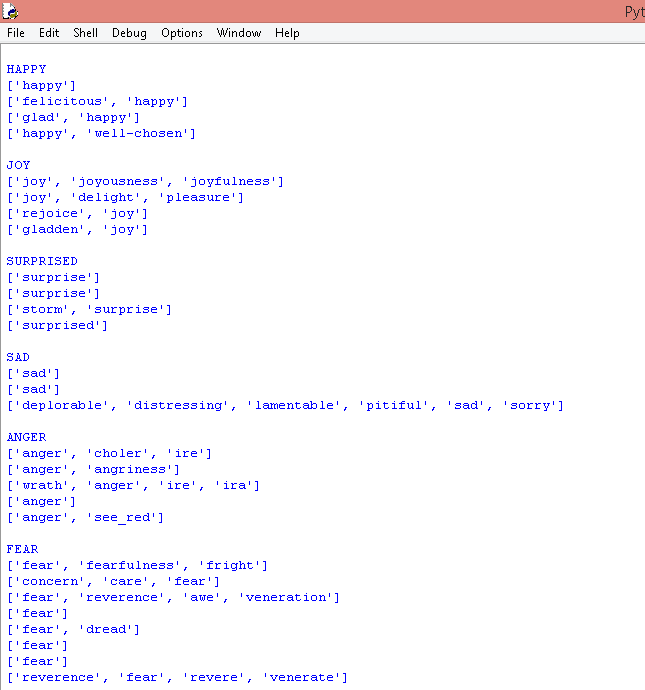 Pyt
File Edit Shell Debug Options Window Help
HAPPY
['happy']
['felicitous', 'happy']
['glad', 'happy']
['happy', 'well-chosen']
JOY
['joy', 'joyousness', 'joyfulness']
['joy', 'delight', 'pleasure']
['rejoice', 'joy']
['gladden', 'joy']
SURPRISED
['surprise']
['surprise']
['storm', 'surprise']
['surprised']
SAD
['sad']
['sad']
['deplorable', 'distressing', 'lamentable', 'pitiful', 'sad', 'sorry']
ANGER
['anger', 'choler', 'ire']
['anger', 'angriness']
['wrath', 'anger', 'ire', 'ira']
['anger']
['anger', 'see_red']
FEAR
['fear', 'fearfulness', 'fright']
['concern', 'care', 'fear']
['fear', 'reverence', 'awe', 'veneration']
['fear']
['fear', 'dread']
['fear']
['fear']
['reverence', 'fear', 'revere', 'venerate']